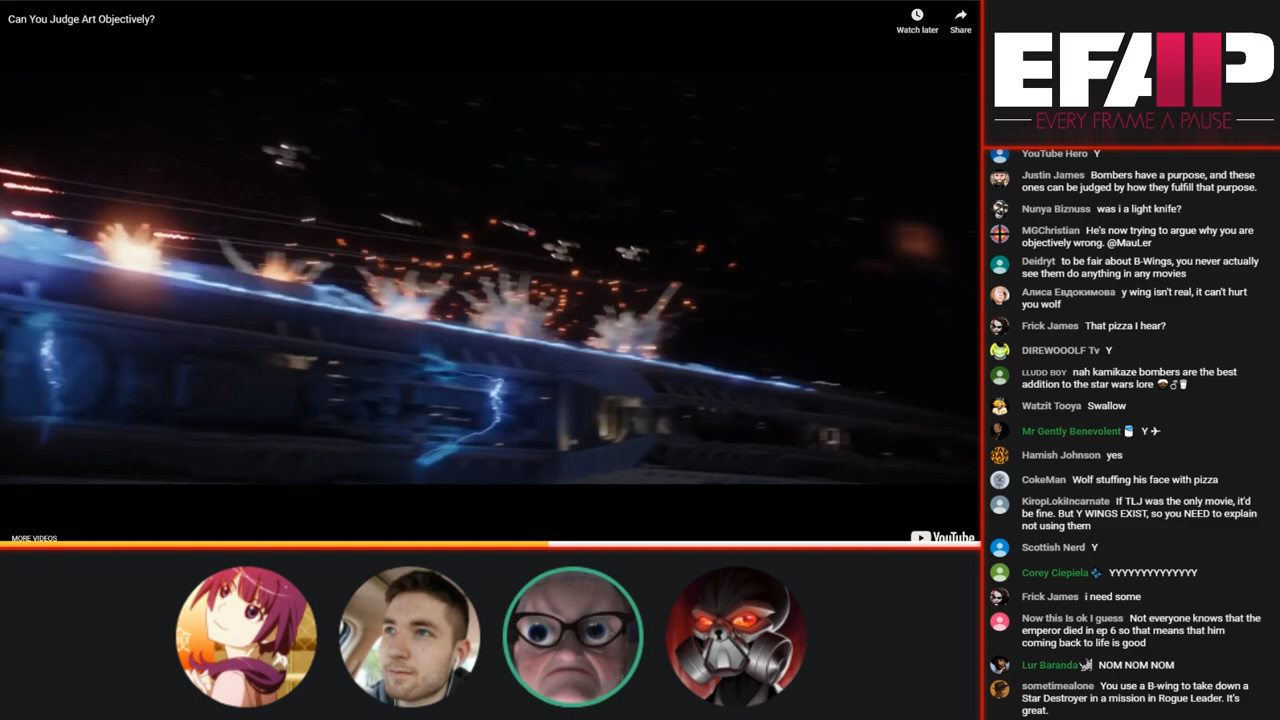 Can You Judge Art Objectively?
Watch later
Share
MORE VIDEOS
YouTube
EFAP
EVERY FRAME A PAUSE
YouTube Hero Y
Justin James Bombers have a purpose, and these
ones can be judged by how they fulfill that purpose.
Nunya Biznuss was i a light knife?
MGChristian He's now trying to argue why you are
objectively wrong. @MauLer
Deidryt to be fair about B-Wings, you never actually
see them do anything in any movies
Алиса Евдокимова y wing isn't real, it can't hurt
you wolf
Frick James That pizza I hear?
DIREWOOOLF Tv Y
LLUDD BOY nah kamikaze bombers are the best
addition to the star wars lore
Watzit Tooya Swallow
Mr Gently Benevolent Y ✈
Hamish Johnson yes
CokeMan Wolf stuffing his face with pizza
KiropLokiIncarnate If TLJ was the only movie, it'd
be fine. But Y WINGS EXIST, so you NEED to explain
not using them
Scottish Nerd Y
Corey Ciepiela YYYYYYYYYYYYY
Frick James i need some
Now this Is ok I guess Not everyone knows that the
emperor died in ep 6 so that means that him
coming back to life is good
Lur Baranda NOM NOM NOM
sometimealone You use a B-wing to take down a
Star Destroyer in a mission in Rogue Leader. It's
great.